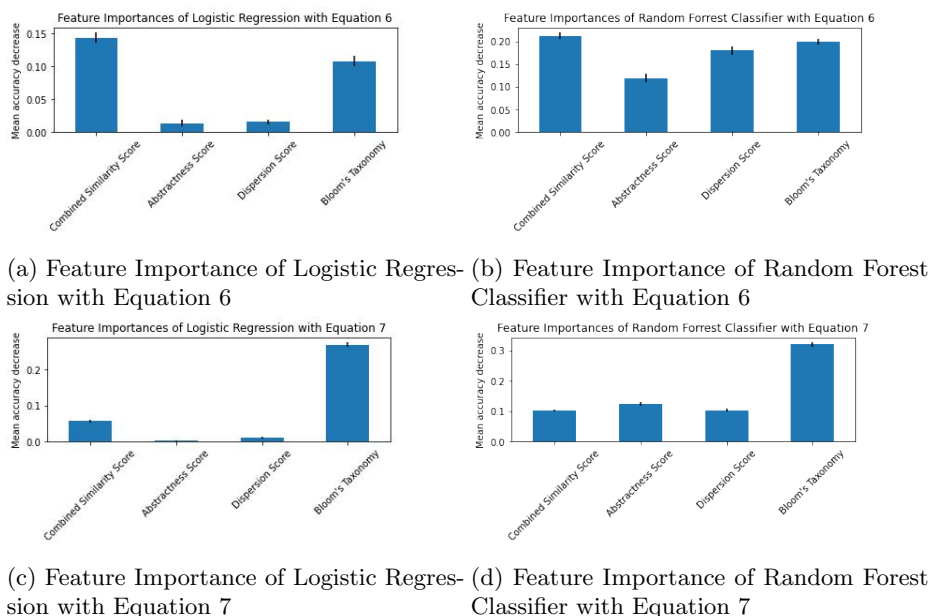 Feature Importances of Logistic Regression with Equation 6
Mean accuracy decrease
0.15
0.10
0.05
0.00
Combined Similarity Score
Abstractness Score
Dispersion Score
Bloom's Taxonomy
Feature Importances of Random Forrest Classifier with Equation 6
Mean accuracy decrease
0.20
0.15
0.10
0.05
0.00
Combined Similarity Score
Abstractness Score
Dispersion Score
Bloom's Taxonomy
(a) Feature Importance of Logistic Regres-
sion with Equation 6
(b) Feature Importance of Random Forest
Classifier with Equation 6
Feature Importances of Logistic Regression with Equation 7
Mean accuracy decrease
0.2
0.1
0.0
Combined Similarity Score
Abstractness Score
Dispersion Score
Bloom's Taxonomy
Feature Importances of Random Forrest Classifier with Equation 7
Mean accuracy decrease
0.3
0.2
0.1
0.0
Combined Similarity Score
Abstractness Score
Dispersion Score
Bloom's Taxonomy
(c) Feature Importance of Logistic Regres-
sion with Equation 7
(d) Feature Importance of Random Forest
Classifier with Equation 7